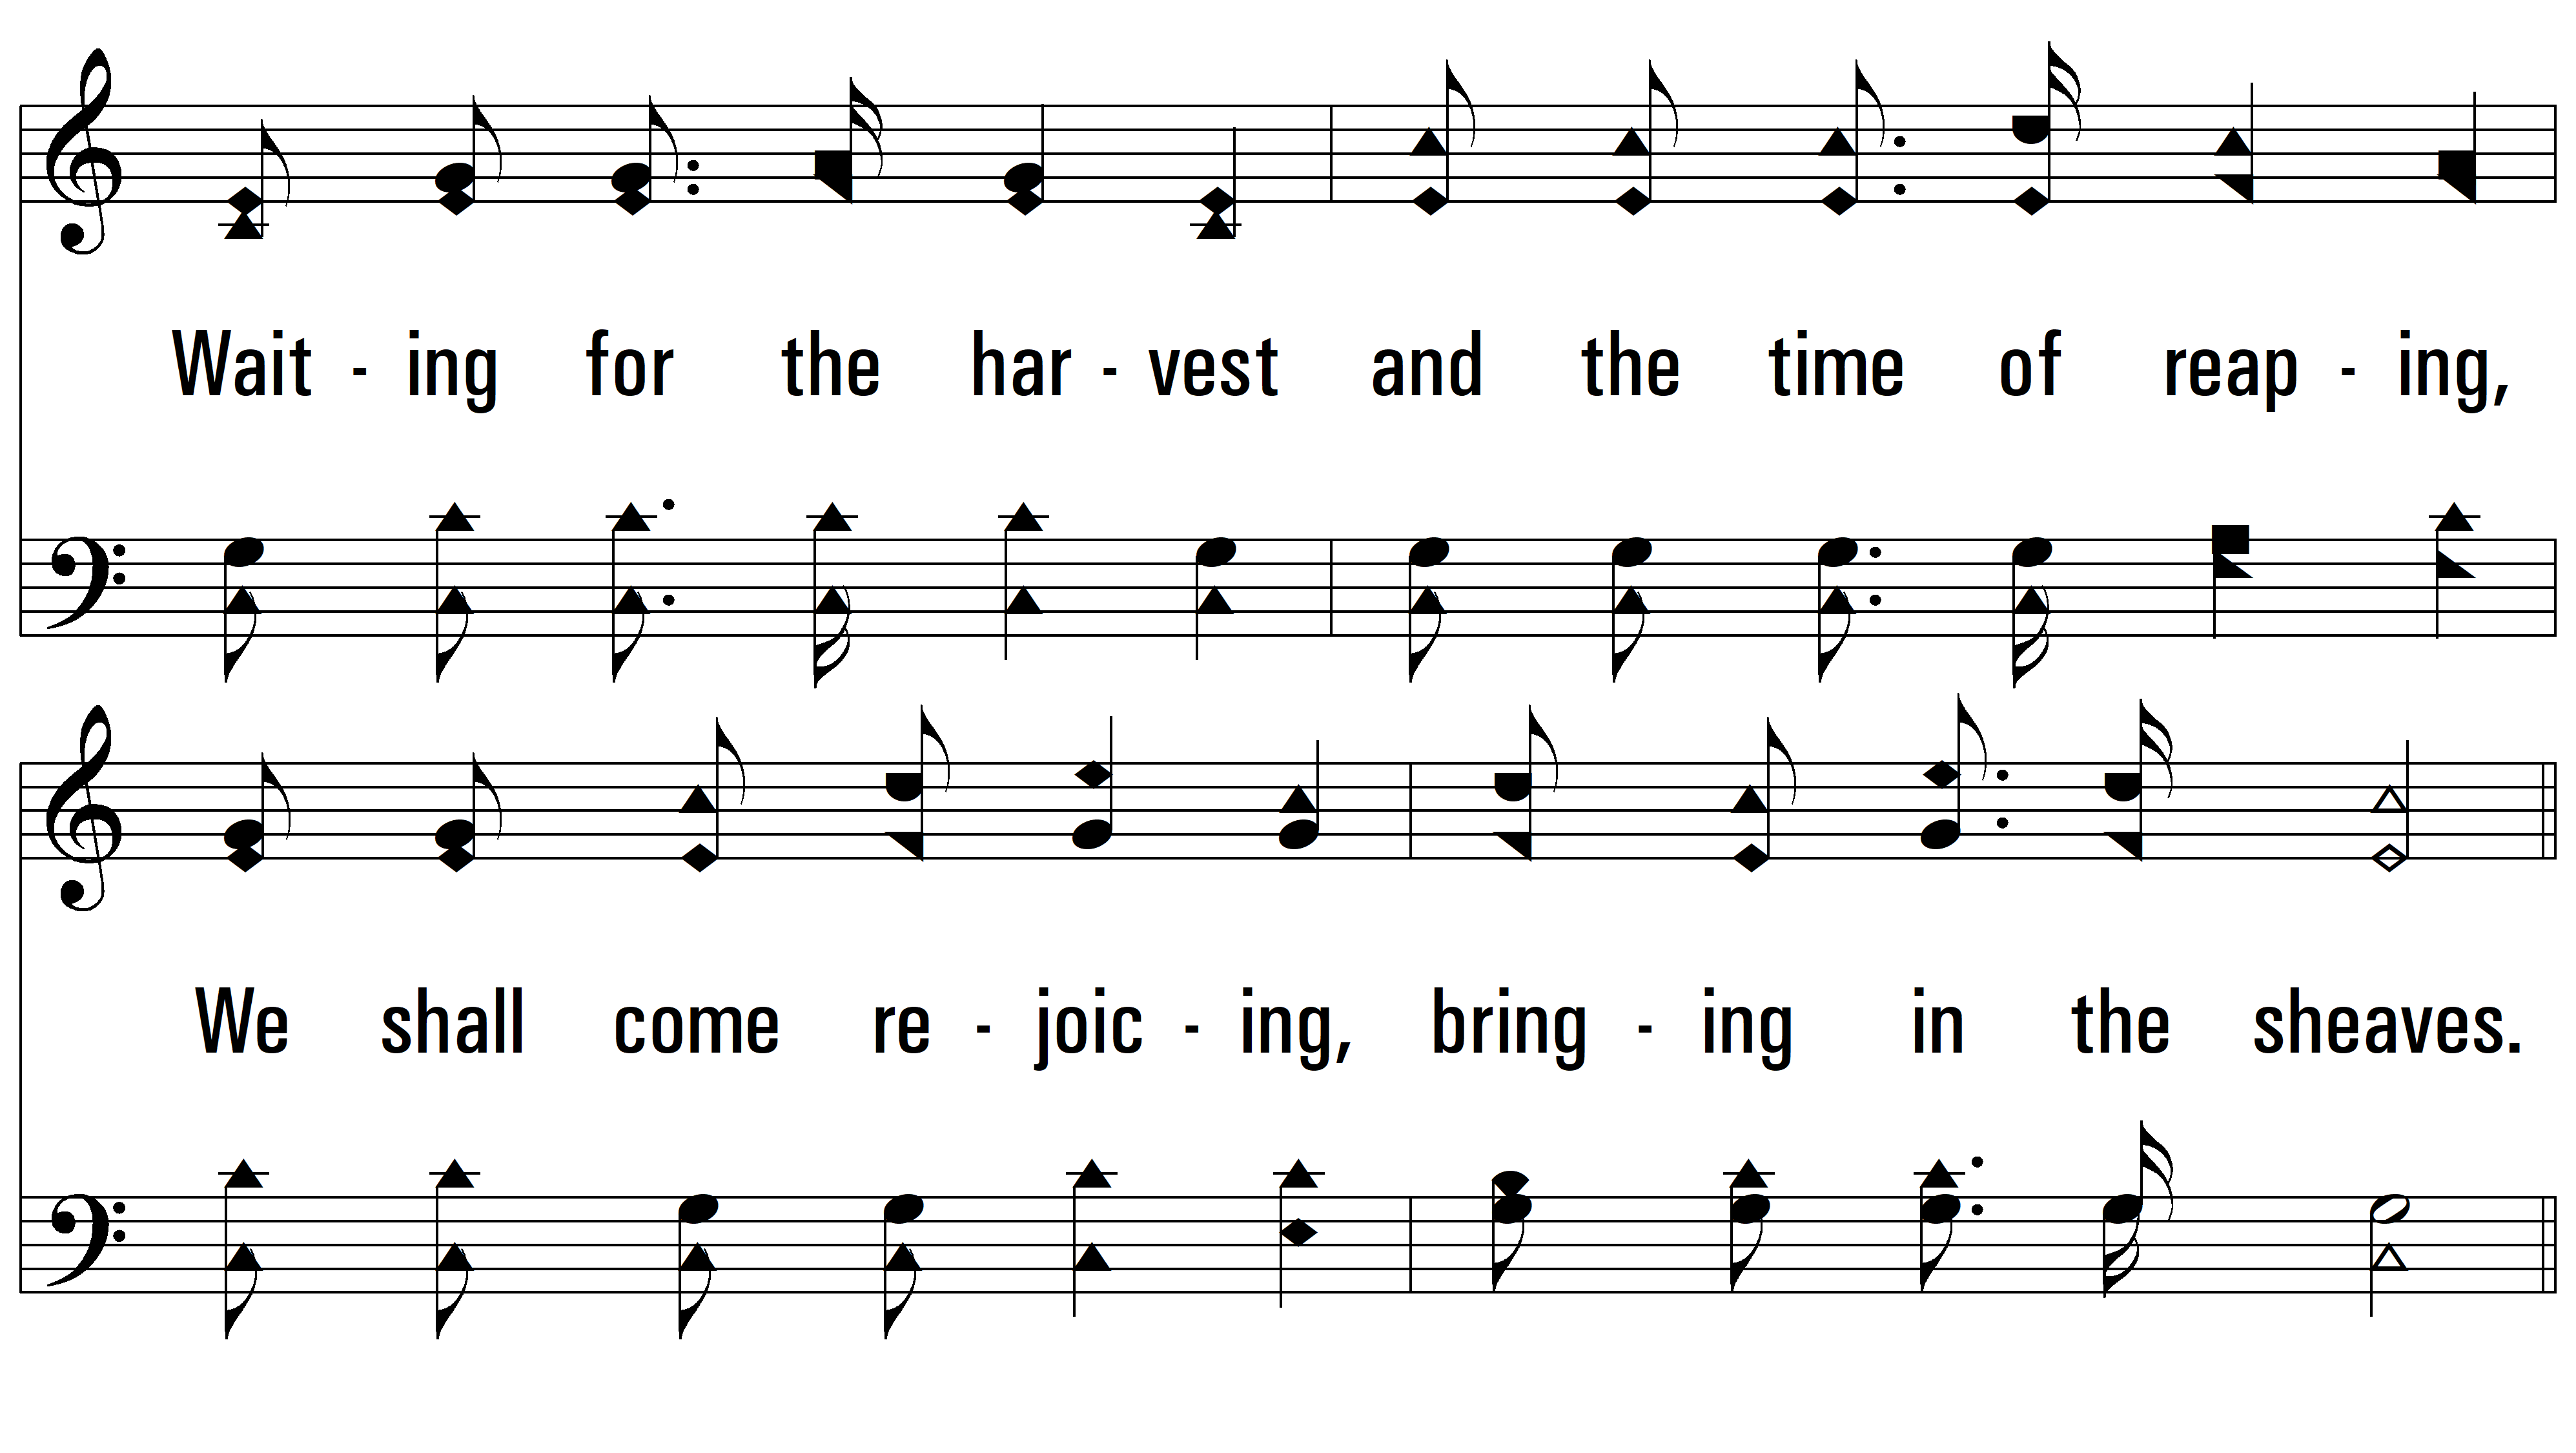 Wait - ing for the har - vest and the time of reap - ing,
We shall come re - joic - ing, bring - ing in the sheaves.